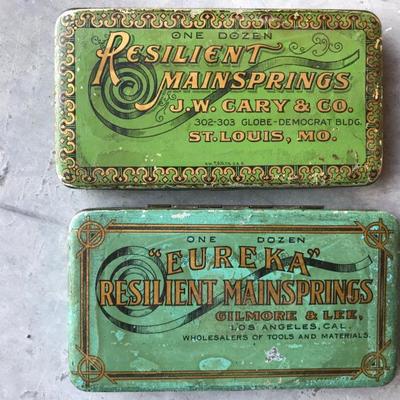 ONE DOZEN
RESILIENT
MAINSPRINGS
J.W. CARY & CO.
302-303 GLOBE-DEMOCRAT BLDG.
ST. LOUIS, MO.
ONE DOZEN
"EUREKA"
RESILIENT MAINSPRINGS
GILMORE & LEE,
LOS ANGELES, CAL.
WHOLESALERS OF TOOLS AND MATERIALS.